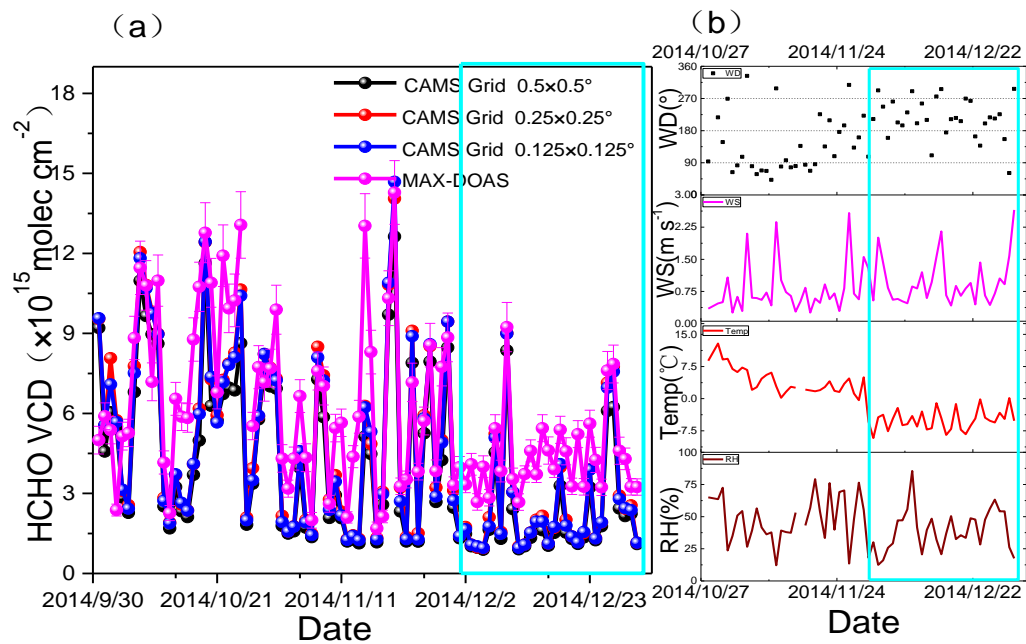 (a)
(b)
18
15
12
9
6
3
0
HCHO VCD (×10¹⁵molec cm⁻²)
CAMS Grid 0.5×0.5°
CAMS Grid 0.25×0.25°
CAMS Grid 0.125×0.125°
MAX-DOAS
2014/9/30 2014/10/21 2014/11/11 2014/12/2 2014/12/23
Date
2014/10/27 2014/11/24 2014/12/22
360
270
180
90
WD(°)
WD
3.00
2.25
1.50
0.75
0.00
WS(m s⁻¹)
WS
15.0
7.5
0.0
-7.5
Temp(℃)
Temp
100
75
50
25
0
RH(%)
RH
2014/10/27 2014/11/24 2014/12/22
Date